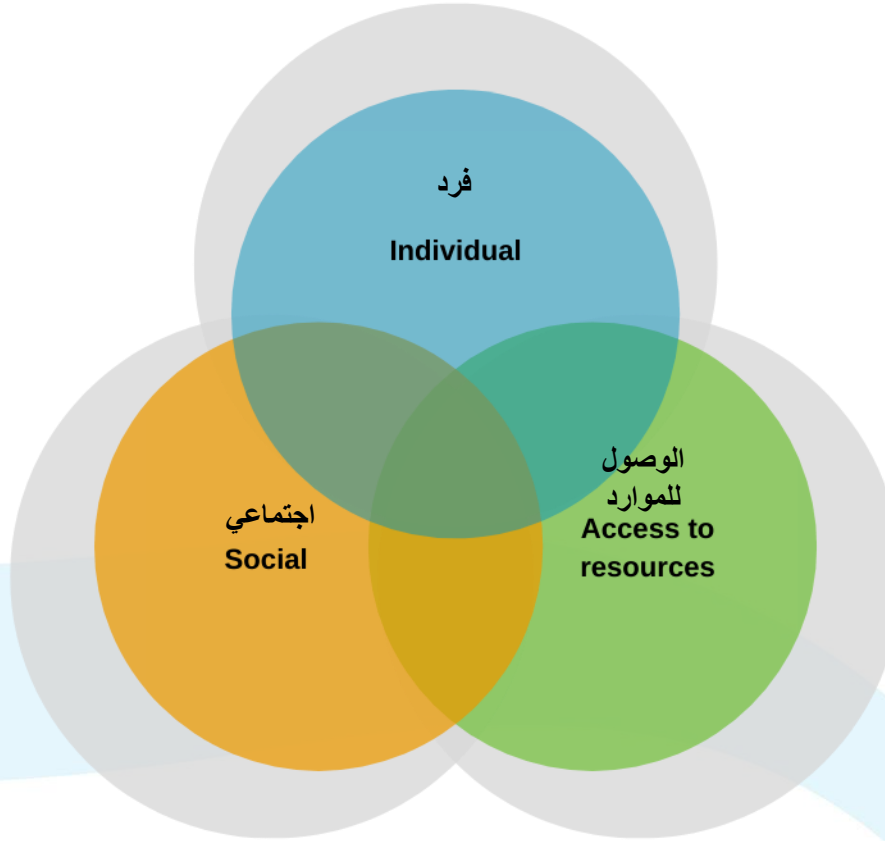 فرد
Individual
اجتماعي
Social
الوصول
للموارد
Access to
resources